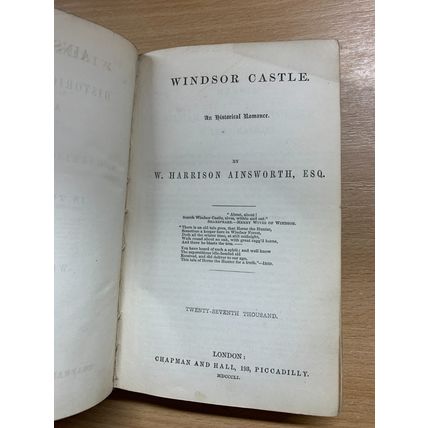 WINDSOR CASTLE.
An Historical Romance.
BY
W. HARRISON AINSWORTH, ESQ.
"About, about!
Search Windsor Castle, elves, within and out."
SHAKSPEARE.—MERRY WIVES OF WINDSOR.
"There is an old tale goes, that Herne the Hunter,
Sometimes a keeper here in Windsor Forest,
Doth all the winter time, at still midnight,
Walk round about an oak, with great ragg'd horns,
And there he blasts the tree.
You have heard of such a spirit; and well know
The superstitious idle-headed eld
Received, and did deliver to our age,
This tale of Herne the Hunter for a truth."—IBID.
TWENTY-SEVENTH THOUSAND.
LONDON:
CHAPMAN AND HALL, 193, PICCADILLY.
MDCCCLI.